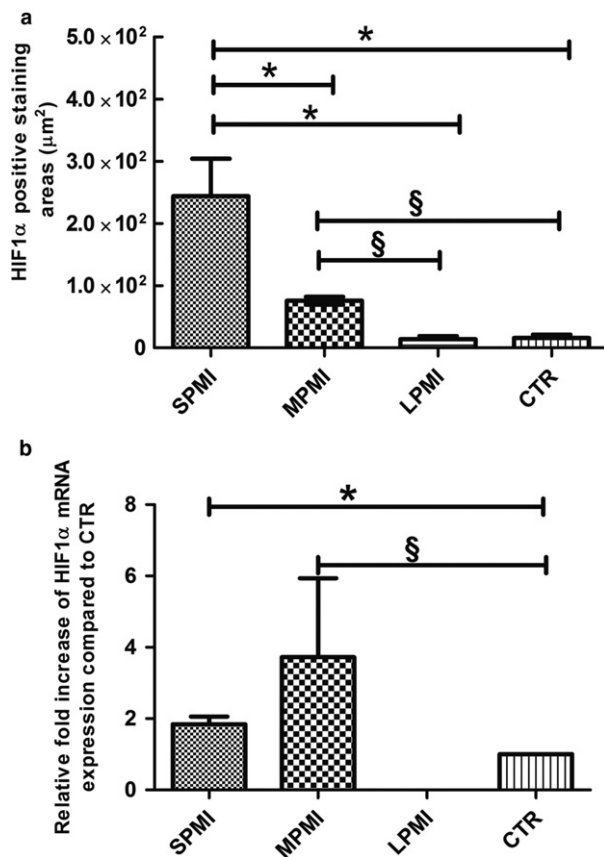 a
HIF1α positive staining
areas (μm²)
5.0 × 10²
4.0 × 10²
3.0 × 10²
2.0 × 10²
1.0 × 10²
0
*
*
*
§
§
SPMI
MPMI
LPMI
CTR
b
Relative fold increase of HIF1α mRNA
expression compared to CTR
8
6
4
2
0
*
§
SPMI
MPMI
LPMI
CTR